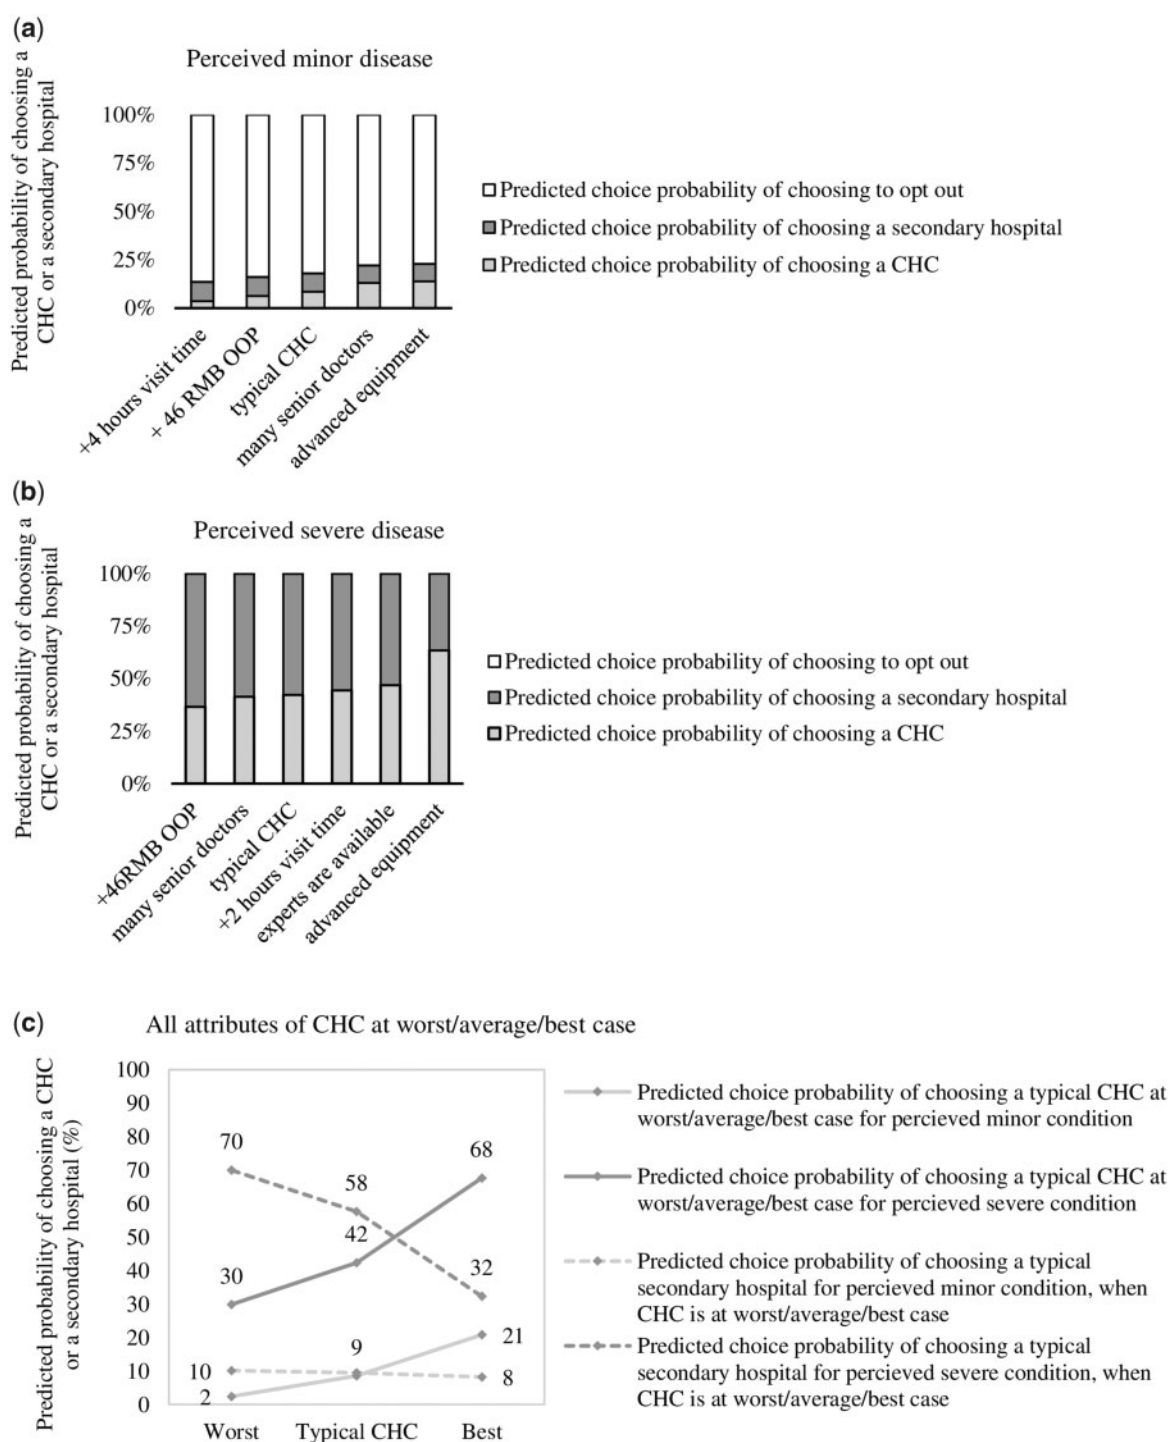 (a)
Perceived minor disease
Predicted probability of choosing a
CHC or a secondary hospital
100%
75%
50%
25%
0%
+4 hours visit time
+ 46 RMB OOP
typical CHC
many senior doctors
advanced equipment
Predicted choice probability of choosing to opt out
Predicted choice probability of choosing a secondary hospital
Predicted choice probability of choosing a CHC
(b)
Perceived severe disease
Predicted probability of choosing a
CHC or a secondary hospital
100%
75%
50%
25%
0%
+46RMB OOP
many senior doctors
typical CHC
+2 hours visit time
experts are available
advanced equipment
Predicted choice probability of choosing to opt out
Predicted choice probability of choosing a secondary hospital
Predicted choice probability of choosing a CHC
(c)
All attributes of CHC at worst/average/best case
Predicted probability of choosing a CHC
or a secondary hospital (%)
100
90
80
70
60
50
40
30
20
10
0
70
58
68
42
30
32
9
21
10
8
2
Worst
Typical CHC
Best
Predicted choice probability of choosing a typical CHC at
worst/average/best case for percieved minor condition
Predicted choice probability of choosing a typical CHC at
worst/average/best case for percieved severe condition
Predicted choice probability of choosing a typical
secondary hospital for percieved minor condition, when
CHC is at worst/average/best case
Predicted choice probability of choosing a typical
secondary hospital for percieved severe condition, when
CHC is at worst/average/best case